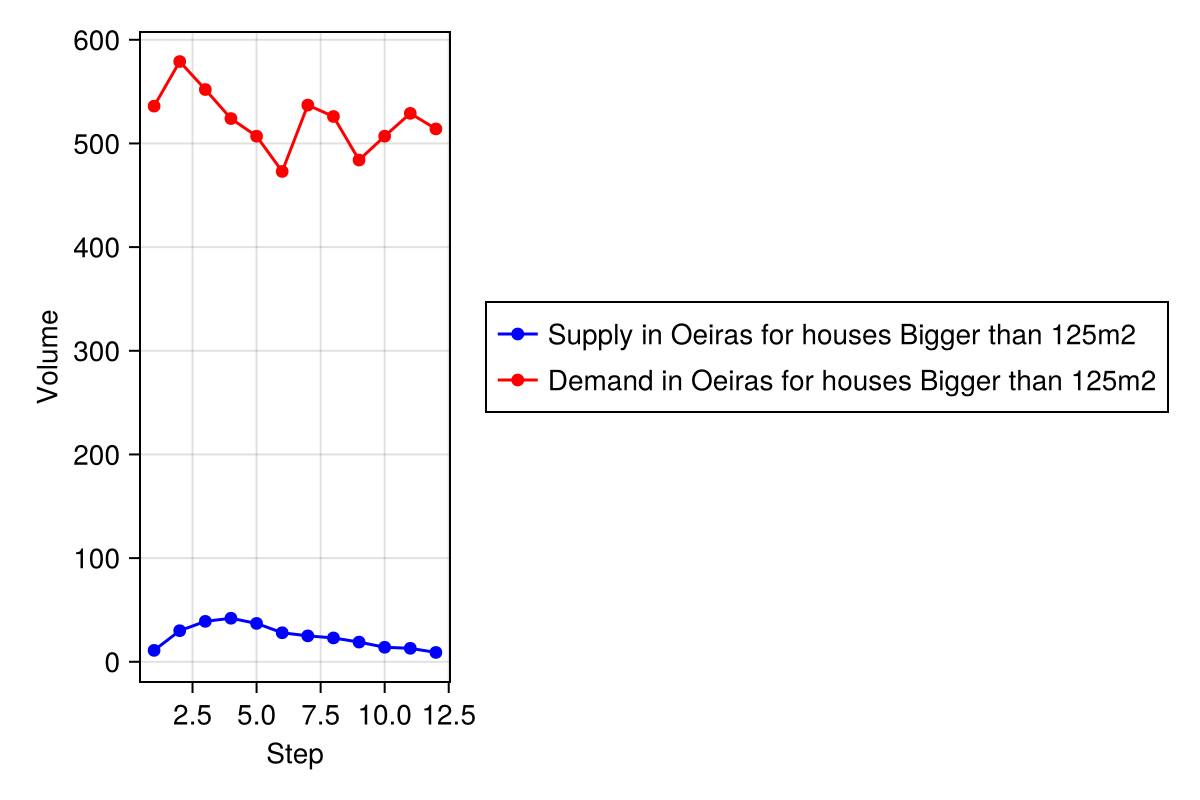 600
500
400
300
200
100
0
Volume
2.5 5.0 7.5 10.0 12.5
Step
Supply in Oeiras for houses Bigger than 125m2
Demand in Oeiras for houses Bigger than 125m2